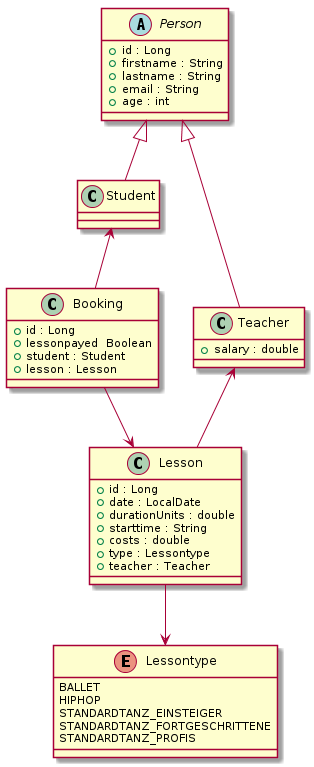 A Person
id : Long
firstname : String
lastname : String
email : String
age : int
C Student
C Booking
id : Long
lessonpayed Boolean
student : Student
lesson : Lesson
C Teacher
salary : double
C Lesson
id : Long
date : LocalDate
durationUnits : double
starttime : String
costs : double
type : Lessontype
teacher : Teacher
E Lessontype
BALLET
HIPHOP
STANDARDTANZ_EINSTEIGER
STANDARDTANZ_FORTGESCHRITTENE
STANDARDTANZ_PROFIS